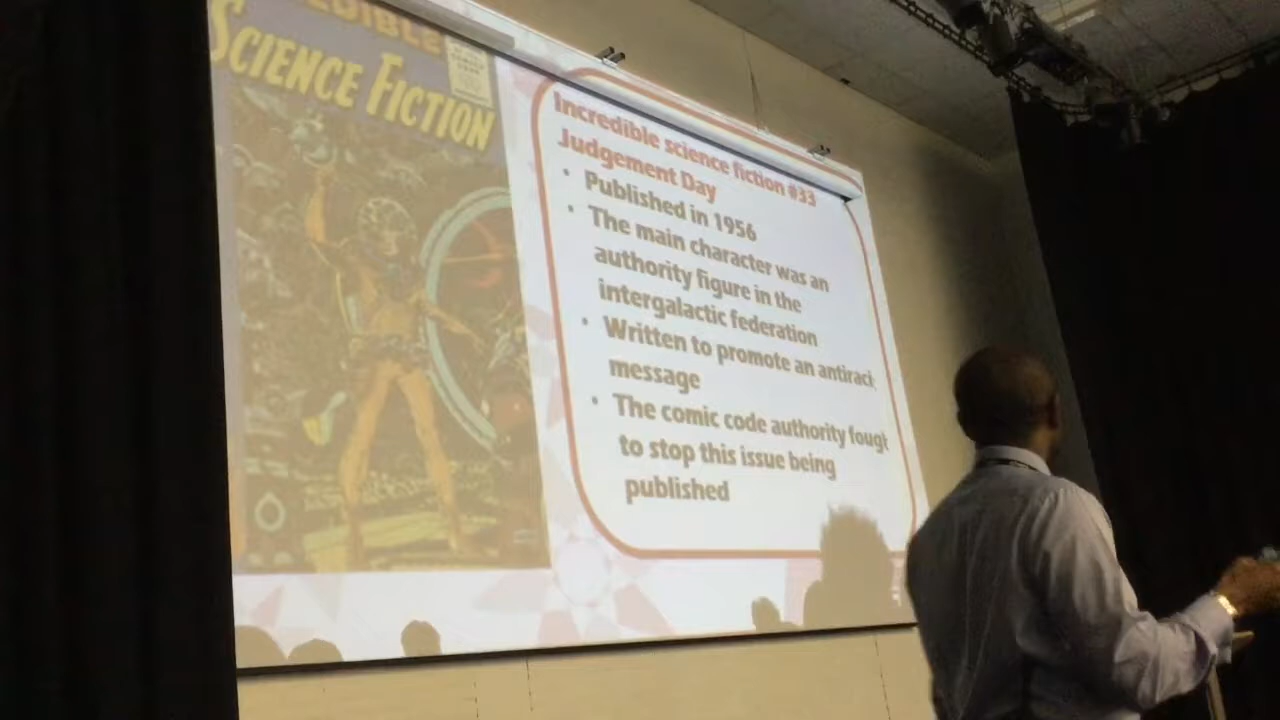 EDIBLE
SCIENCE FICTION
Incredible science fiction #33
Judgement Day
• Published in 1956
• The main character was an
authority figure in the
intergalactic federation
• Written to promote an antiraci
message
• The comic code authority fough
to stop this issue being
published